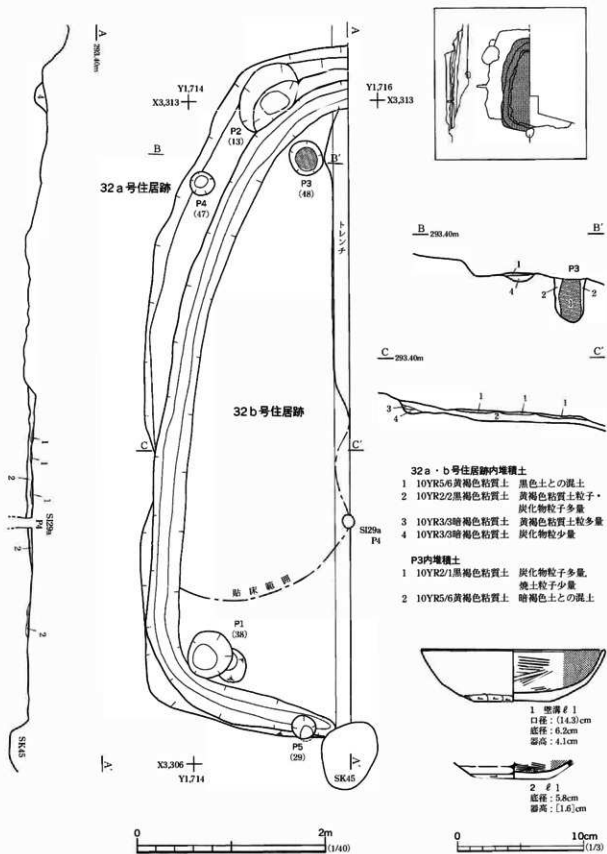 A
293.40m
SI29a
P4
SK45
A'
A
Y1,714
X3,313
Y1,716
X3,313
P2
(13)
B
B'
32a号住居跡
P4
(47)
P3
(48)
トレンチ
32b号住居跡
C
C'
SI29a
P4
貼床範囲
P1
(38)
P5
(29)
X3,306
Y1,714
A'
SK45
0
2m
(1/40)
B
293.40m
B'
1
4
2
P3
2
C
293.40m
C'
3
4
1
1
1
2
32a・b号住居跡内堆積土
1 10YR5/6黄褐色粘質土 黒色土との混土
2 10YR2/2黒褐色粘質土 黄褐色粘質土粒子・
炭化物粒子多量
3 10YR3/3暗褐色粘質土 黄褐色粘質土粒多量
4 10YR3/3暗褐色粘質土 炭化物粒少量
P3内堆積土
1 10YR2/1黒褐色粘質土 炭化物粒子多量,
焼土粒子少量
2 10YR5/6黄褐色粘質土 暗褐色土との混土
1 壁溝ℓ1
口径:(14.3)cm
底径:6.2cm
器高:4.1cm
2 ℓ1
底径:5.8cm
器高:[1.6]cm
0
10cm
(1/3)